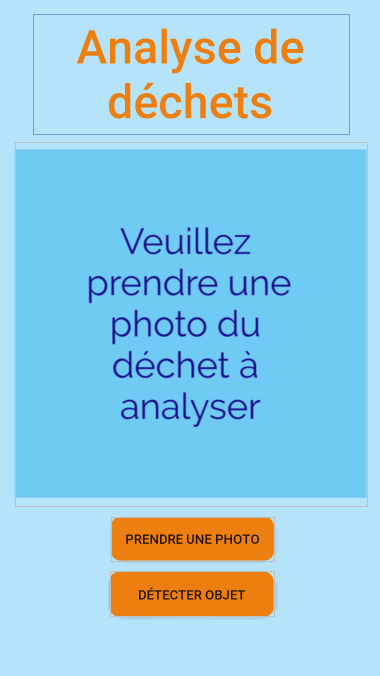 Analyse de
déchets
Veuillez
prendre une
photo du
déchet à
analyser
PRENDRE UNE PHOTO
DÉTECTER OBJET